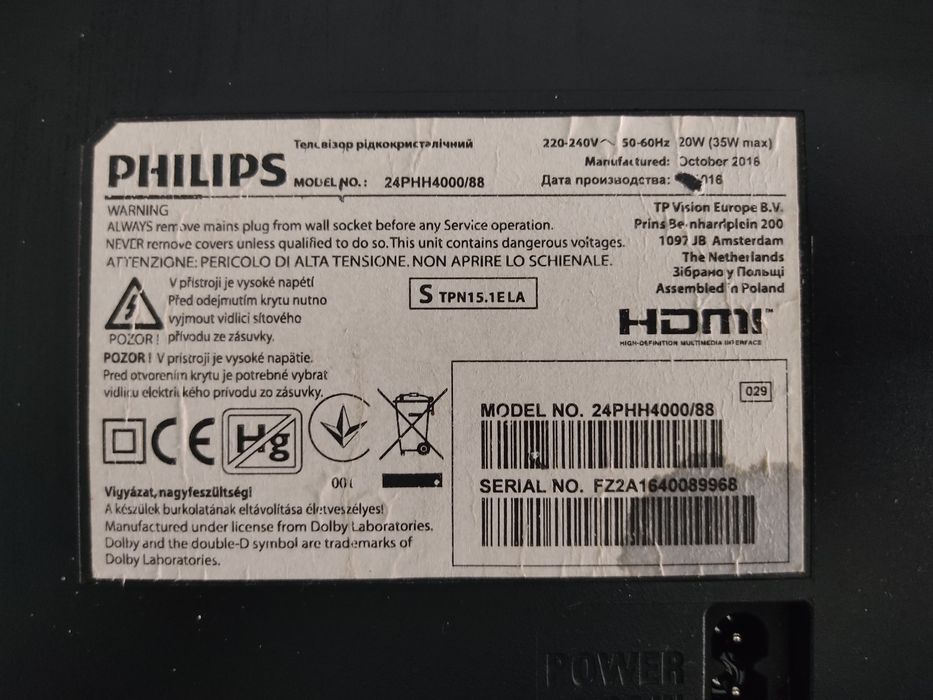 Телевізор рідкокристалічний
PHILIPS
MODEL NO.: 24PHH4000/88
220-240V~ 50-60Hz 20W (35W max)
Manufactured: October 2016
Дата производства: 016
WARNING
ALWAYS remove mains plug from wall socket before any Service operation.
NEVER remove covers unless qualified to do so. This unit contains dangerous voltages.
ATTENZIONE: PERICOLO DI ALTA TENSIONE. NON APRIRE LO SCHIENALE.
TP Vision Europe B.V.
Prins Bernhardplein 200
1097 JB Amsterdam
The Netherlands
Зібрано у Польщі
Assembled in Poland
V přístroji je vysoké napětí
Před odejmutím krytu nutno
vyjmout vidlici síťového
POZOR! přívodu ze zásuvky.
S TPN15.1E LA
HDMI™
HIGH-DEFINITION MULTIMEDIA INTERFACE
POZOR! V prístroji je vysoké napätie.
Pred otvorením krytu je potrebné vybrat
vidlicu elektrického prívodu zo zásuvky.
CE
Hg
001
Vigyázat, nagyfeszültség!
A készülék burkolatának eltávolítása életveszélyes!
Manufactured under license from Dolby Laboratories.
Dolby and the double-D symbol are trademarks of
Dolby Laboratories.
029
MODEL NO. 24PHH4000/88
SERIAL NO. FZ2A1640089968
POWER